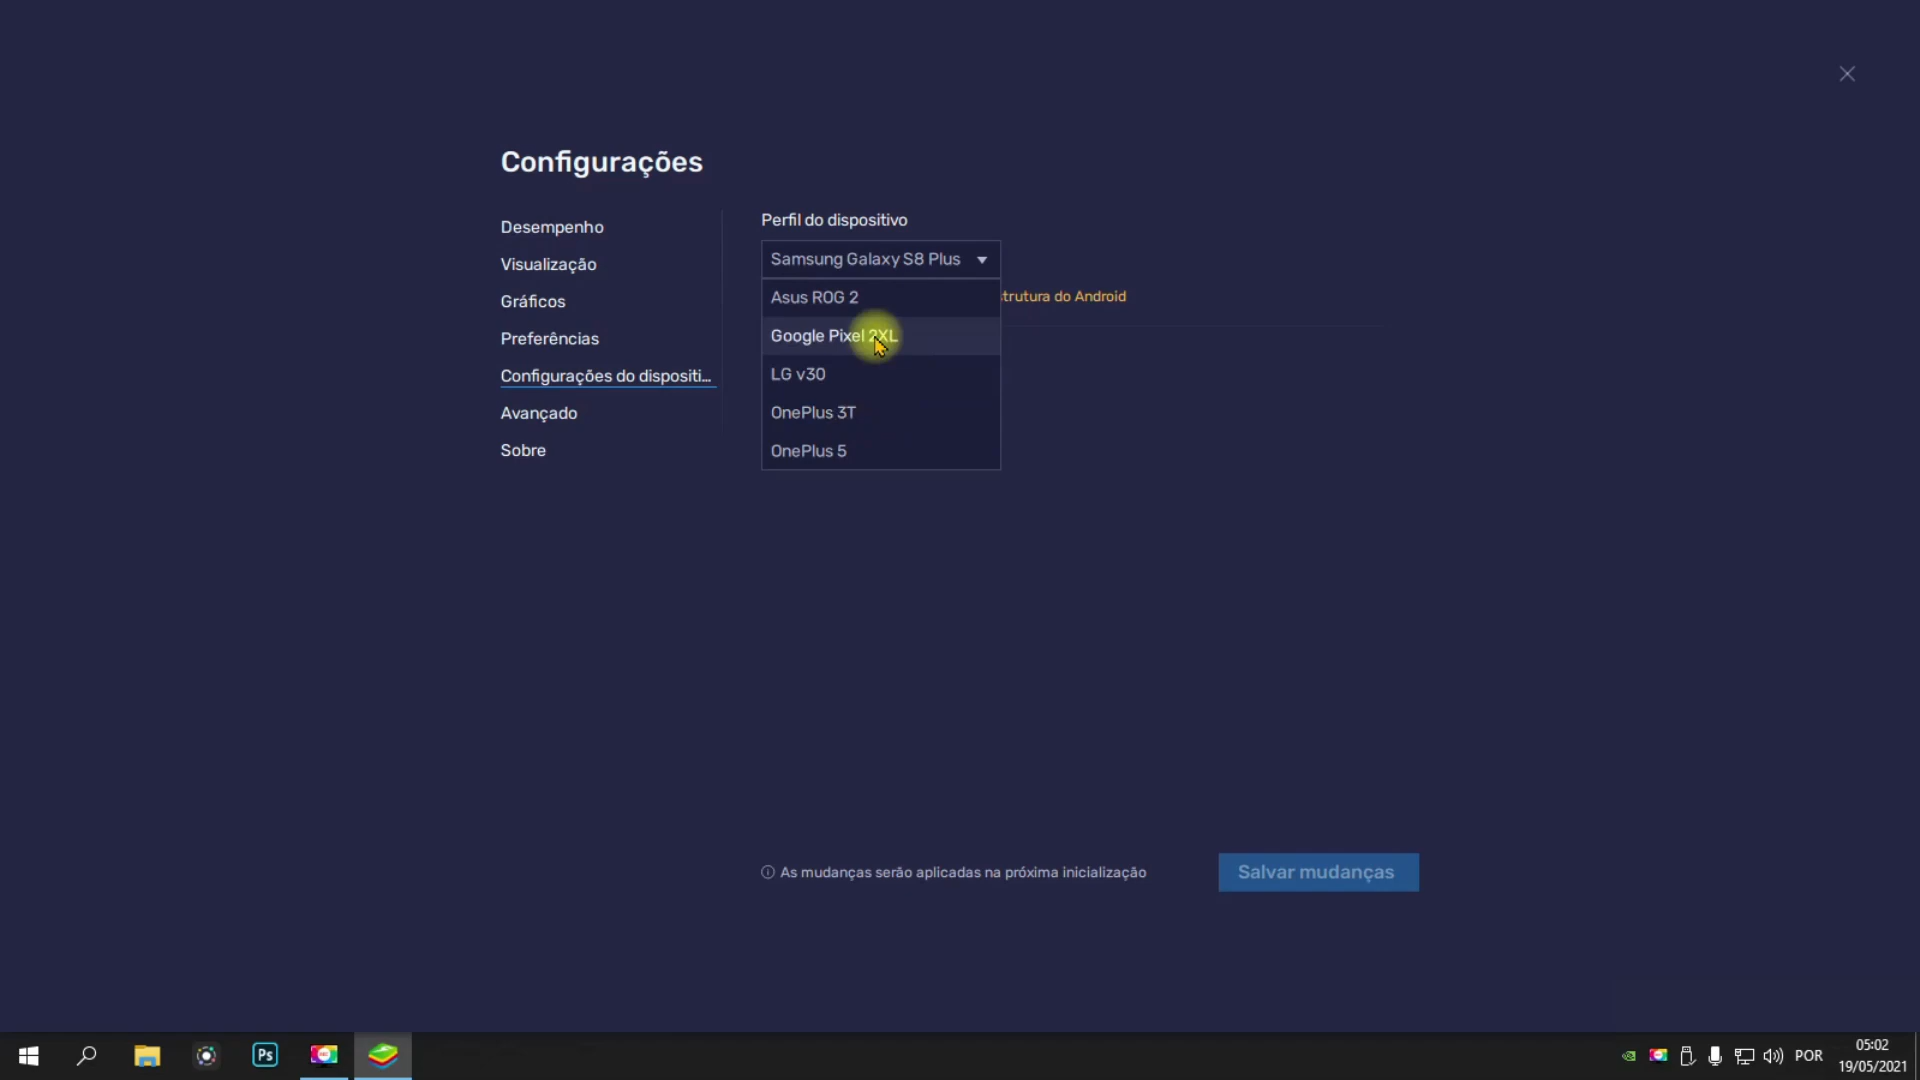 Configurações
Desempenho
Visualização
Gráficos
Preferências
Configurações do dispositi...
Avançado
Sobre
Perfil do dispositivo
Samsung Galaxy S8 Plus
Asus ROG 2
trutura do Android
Google Pixel 2XL
LG v30
OnePlus 3T
OnePlus 5
As mudanças serão aplicadas na próxima inicialização
Salvar mudanças
Ps
POR
05:02
19/05/2021